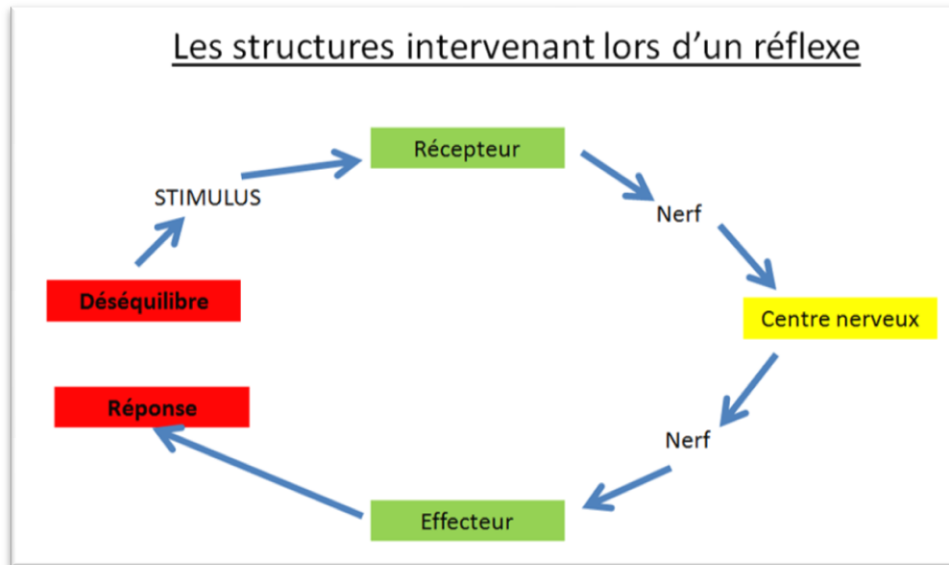 Les structures intervenant lors d’un réflexe
Récepteur
STIMULUS
Nerf
Déséquilibre
Centre nerveux
Réponse
Nerf
Effecteur